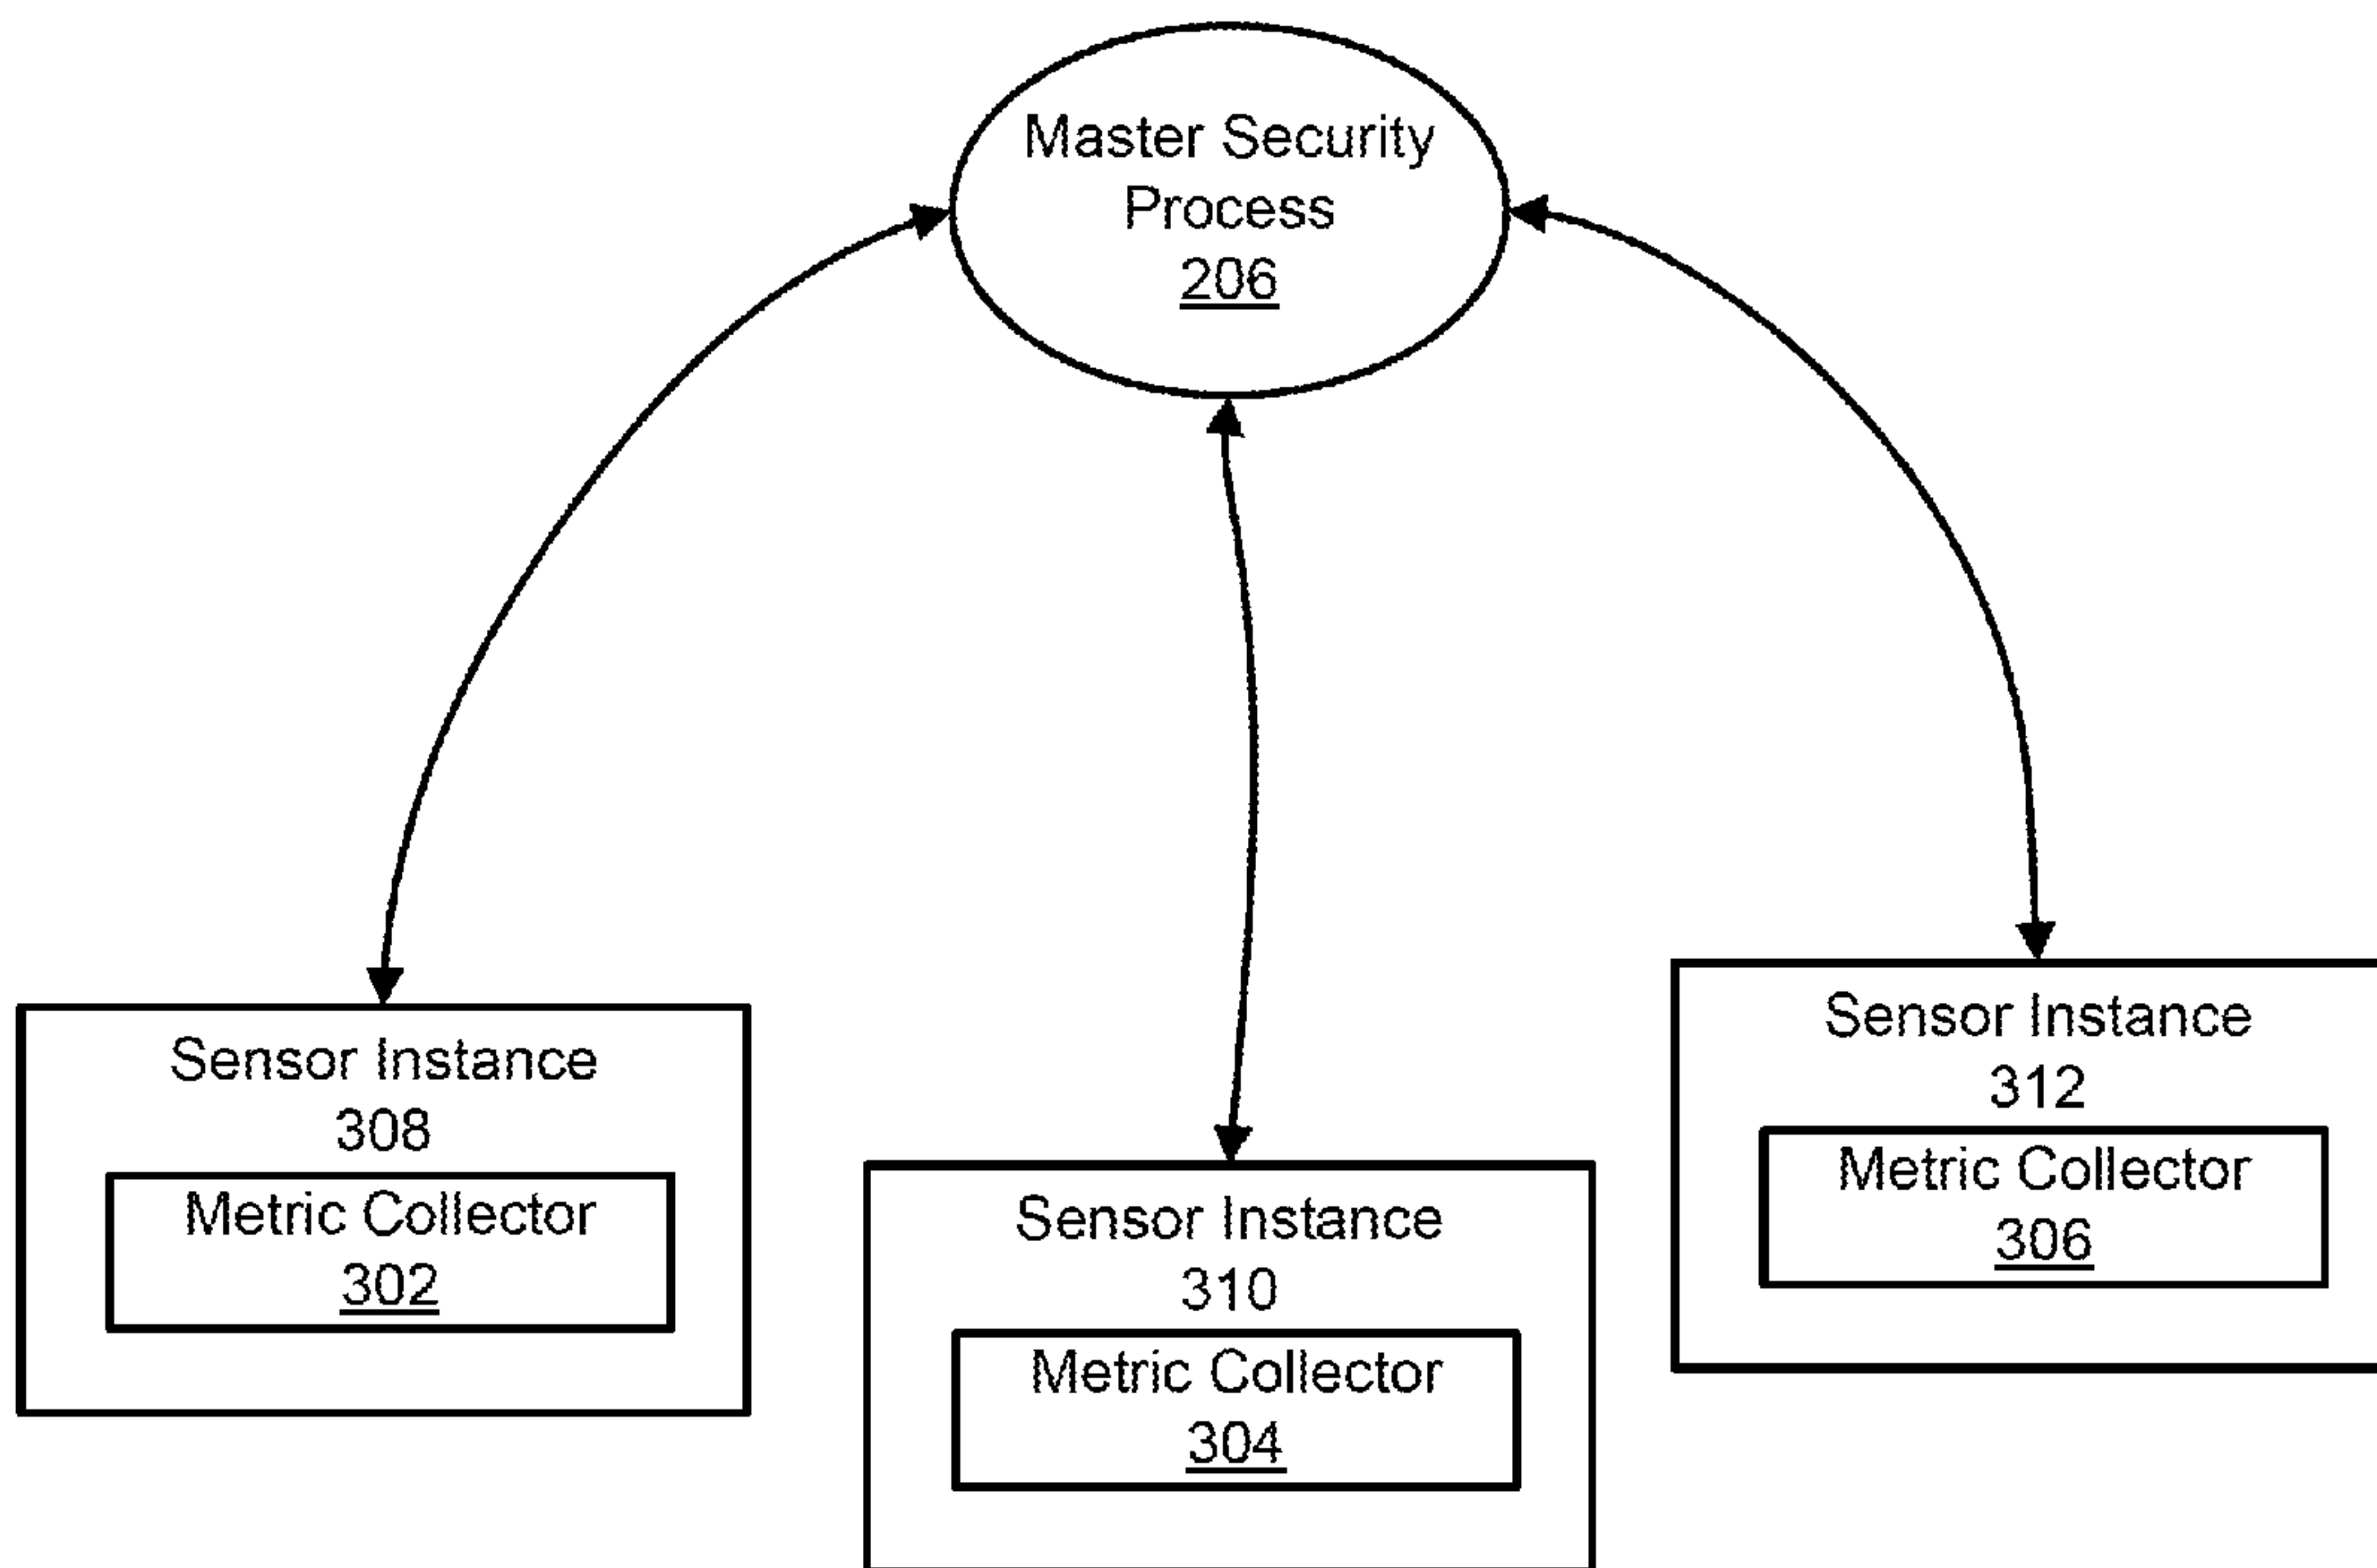 Master Security
Process
206
Sensor Instance
308
Metric Collector
302
Sensor Instance
310
Metric Collector
304
Sensor Instance
312
Metric Collector
306